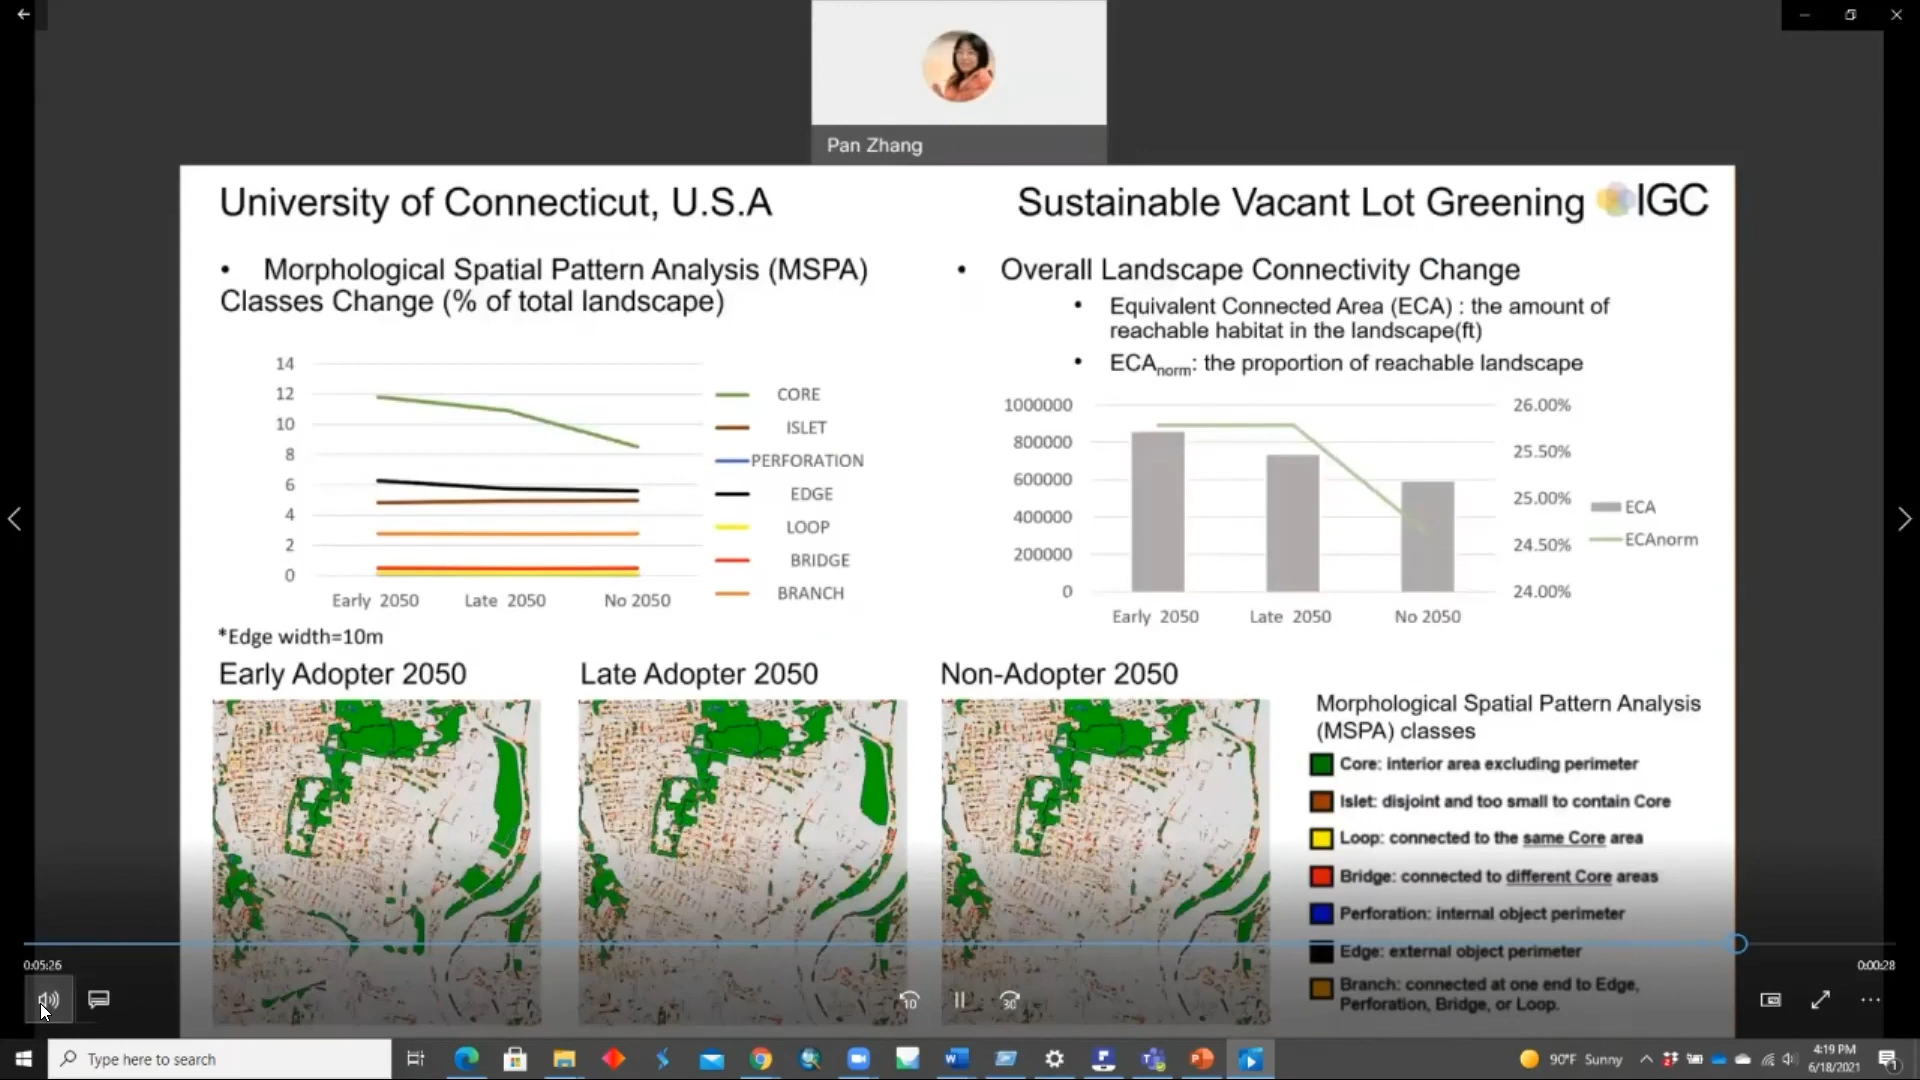 Pan Zhang
University of Connecticut, U.S.A
Sustainable Vacant Lot Greening IGC
• Morphological Spatial Pattern Analysis (MSPA)
Classes Change (% of total landscape)
14
12
10
8
6
4
2
0
Early 2050 Late 2050 No 2050
CORE
ISLET
PERFORATION
EDGE
LOOP
BRIDGE
BRANCH
*Edge width=10m
• Overall Landscape Connectivity Change
• Equivalent Connected Area (ECA) : the amount of
reachable habitat in the landscape(ft)
• ECAnorm: the proportion of reachable landscape
1000000
800000
600000
400000
200000
0
26.00%
25.50%
25.00%
24.50%
24.00%
Early 2050 Late 2050 No 2050
ECA
ECAnorm
Early Adopter 2050
Late Adopter 2050
Non-Adopter 2050
Morphological Spatial Pattern Analysis
(MSPA) classes
Core: interior area excluding perimeter
Islet: disjoint and too small to contain Core
Loop: connected to the same Core area
Bridge: connected to different Core areas
Perforation: internal object perimeter
Edge: external object perimeter
Branch: connected at one end to Edge,
Perforation, Bridge, or Loop.
0:05:26
0:00:28
10
30
Type here to search
90°F Sunny
4:19 PM
6/18/2021